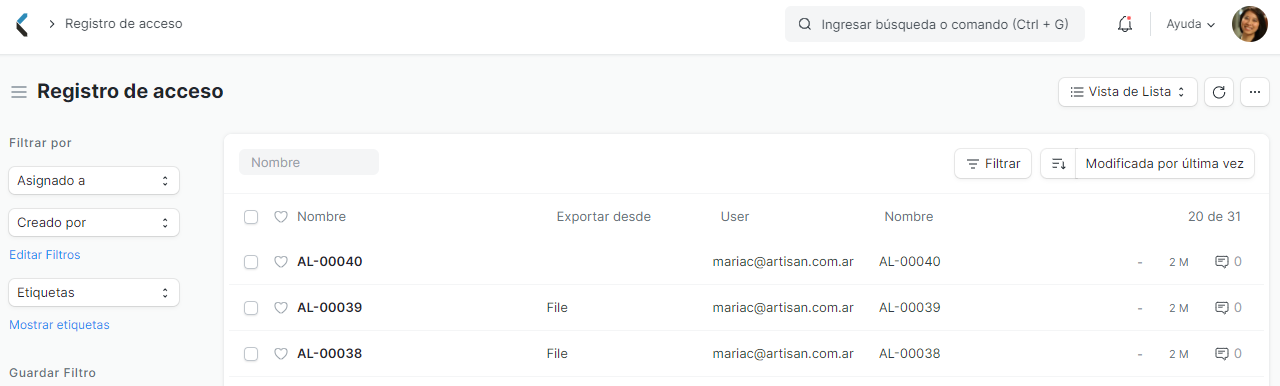 Registro de acceso
Ingresar búsqueda o comando (Ctrl + G)
Ayuda
Registro de acceso
Vista de Lista
Filtrar por
Asignado a
Creado por
Editar Filtros
Etiquetas
Mostrar etiquetas
Guardar Filtro
Nombre
Filtrar
Modificada por última vez
Nombre Exportar desde User Nombre 20 de 31
AL-00040 mariac@artisan.com.ar AL-00040 - 2 M 0
AL-00039 File mariac@artisan.com.ar AL-00039 - 2 M 0
AL-00038 File mariac@artisan.com.ar AL-00038 - 2 M 0